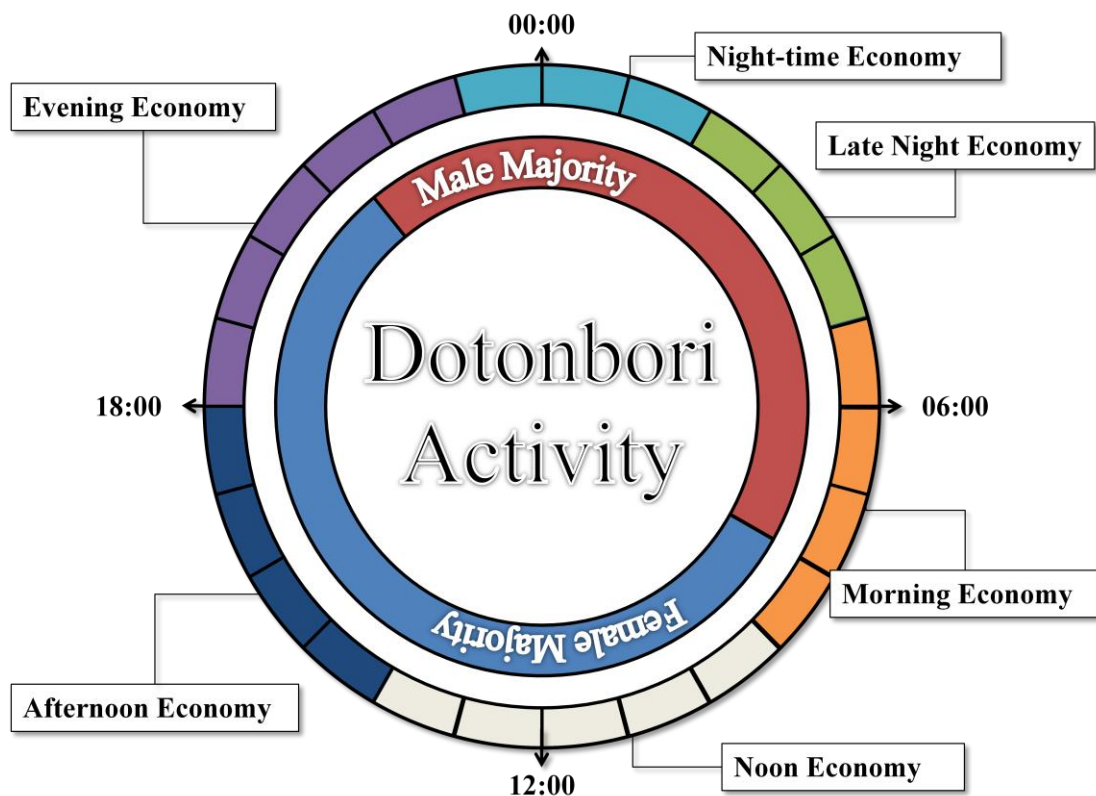 00:00
Night-time Economy
Evening Economy
Late Night Economy
Male Majority
Dotonbori
Activity
18:00
06:00
Morning Economy
Female Majority
Afternoon Economy
Noon Economy
12:00